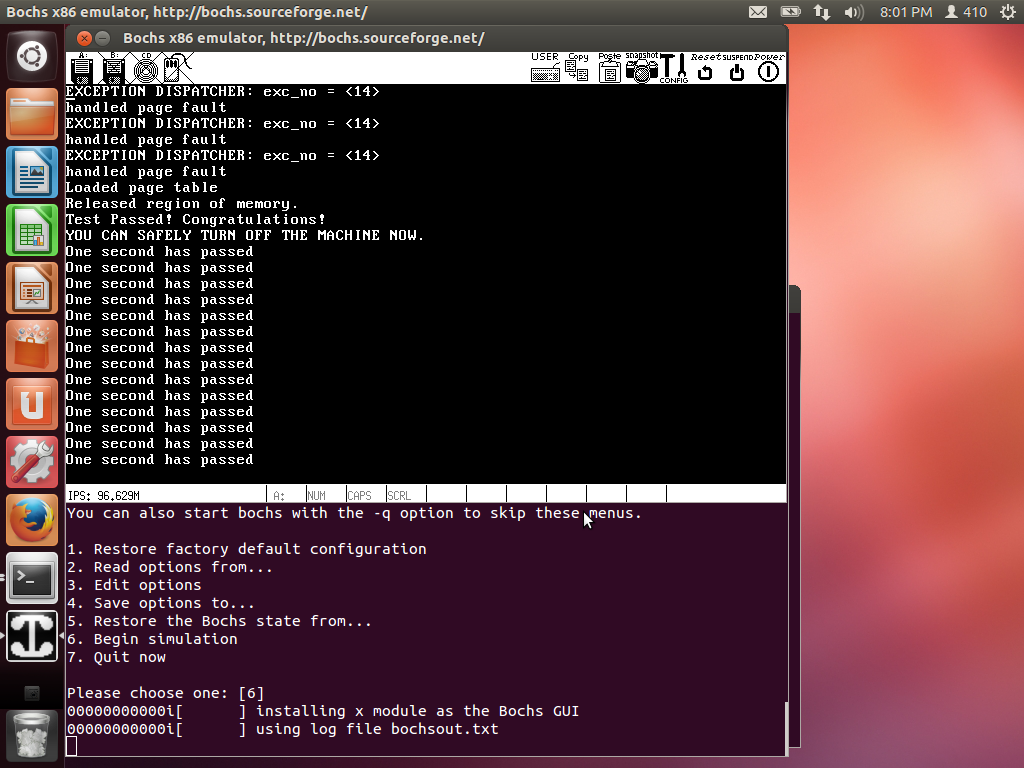 Bochs x86 emulator, http://bochs.sourceforge.net/
8:01 PM
410
Bochs x86 emulator, http://bochs.sourceforge.net/
A:
B:
CD
USER
Copy
Paste
snapshot
CONFIG
Reset
SUSPEND
Power
EXCEPTION DISPATCHER: exc_no = <14>
handled page fault
EXCEPTION DISPATCHER: exc_no = <14>
handled page fault
EXCEPTION DISPATCHER: exc_no = <14>
handled page fault
Loaded page table
Released region of memory.
Test Passed! Congratulations!
YOU CAN SAFELY TURN OFF THE MACHINE NOW.
One second has passed
One second has passed
One second has passed
One second has passed
One second has passed
One second has passed
One second has passed
One second has passed
One second has passed
One second has passed
One second has passed
One second has passed
One second has passed
One second has passed
IPS: 96.629M
A:
NUM
CAPS
SCRL
You can also start bochs with the -q option to skip these menus.
1. Restore factory default configuration
2. Read options from...
3. Edit options
4. Save options to...
5. Restore the Bochs state from...
6. Begin simulation
7. Quit now
Please choose one: [6]
00000000000i[      ] installing x module as the Bochs GUI
00000000000i[      ] using log file bochsout.txt